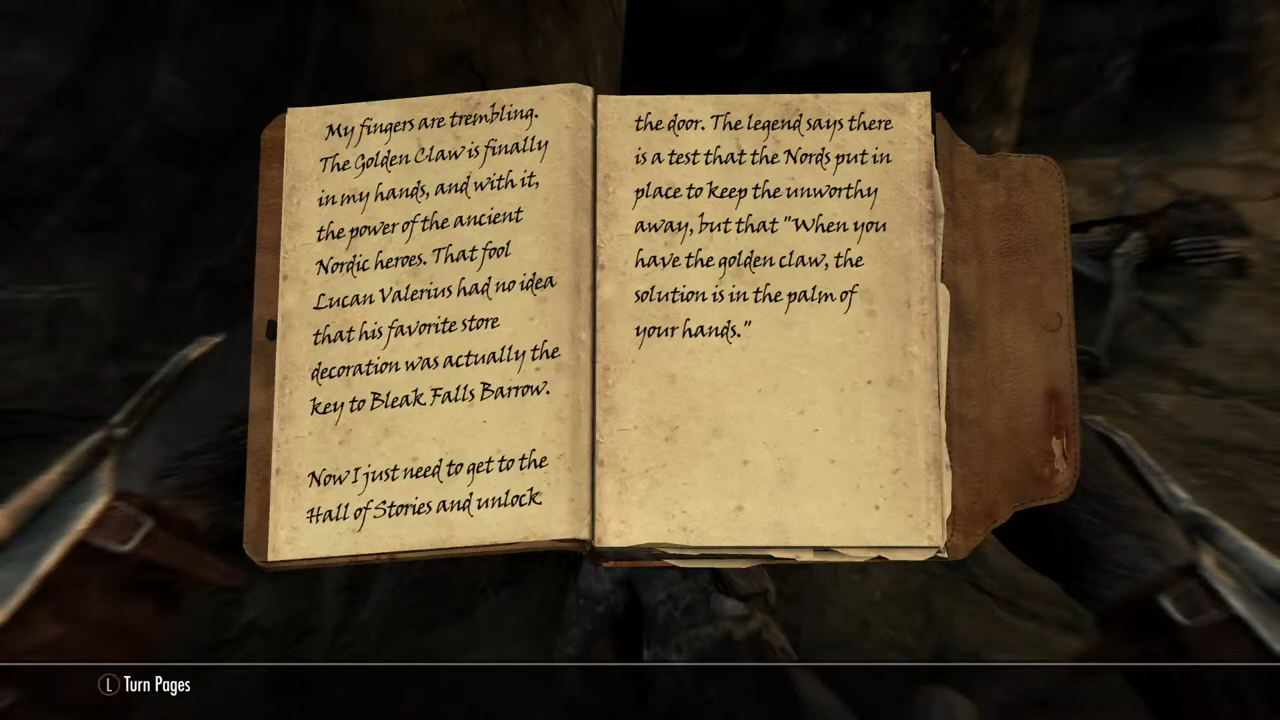 My fingers are trembling.
The Golden Claw is finally
in my hands, and with it,
the power of the ancient
Nordic heroes. That fool
Lucan Valerius had no idea
that his favorite store
decoration was actually the
key to Bleak Falls Barrow.
Now I just need to get to the
Hall of Stories and unlock
the door. The legend says there
is a test that the Nords put in
place to keep the unworthy
away, but that "When you
have the golden claw, the
solution is in the palm of
your hands."
L Turn Pages